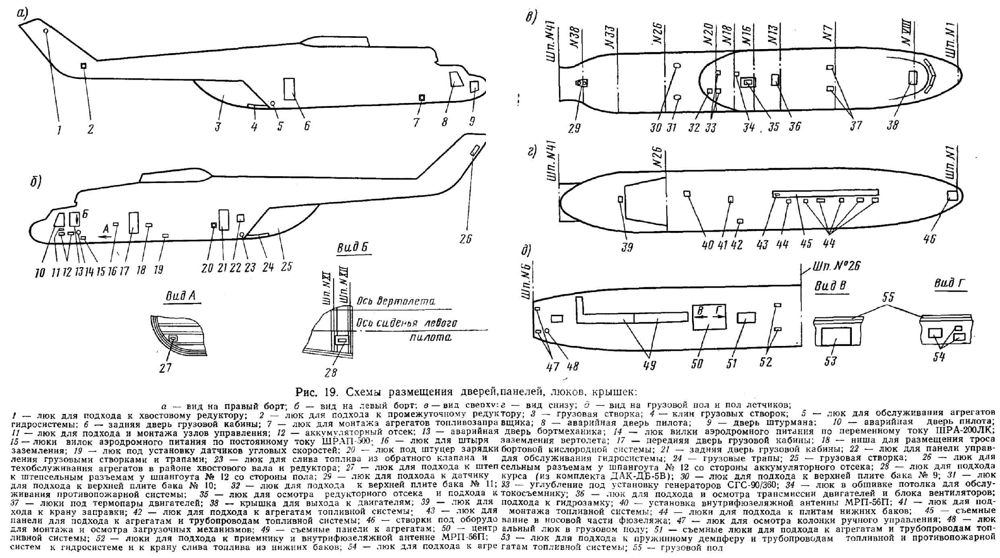 а)
1 2 3 4 5 6 7 8 9
б)
Б
А
10 11 12 13 14 15 16 17 18 19 20 21 22 23 24 25 26
Вид А
27
Вид Б
Шп. N XI
Шп. N XII
Ось вертолета
Ось сиденья левого
пилота
28
в)
Шп. N41 N38 N33 N26 N20 N18 N16 N13 N7 N VIII Шп. N1
29 30 31 32 33 34 35 36 37 38
г)
Шп. N41 N26 Шп. N1
39 40 41 42 43 44 45 44 46
д)
Шп. N6
Шп. №26
В Г
47 48 49 50 51 52
Вид В
53
55
Вид Г
54
Рис. 19. Схемы размещения дверей, панелей, люков, крышек:
а — вид на правый борт; б — вид на левый борт; в — вид сверху; г — вид снизу; д — вид на грузовой пол и пол летчиков;
1 — люк для подхода к хвостовому редуктору; 2 — люк для подхода к промежуточному редуктору; 3 — грузовая створка; 4 — клин грузовых створок; 5 — люк для обслуживания агрегатов
гидросистемы; 6 — задняя дверь грузовой кабины; 7 — люк для монтажа агрегатов топливозаправщика; 8 — аварийная дверь пилота; 9 — дверь штурмана; 10 — аварийная дверь пилота;
11 — люк для подхода и монтажа узлов управления; 12 — аккумуляторный отсек; 13 — аварийная дверь бортмеханика; 14 — люк вилки аэродромного питания по переменному току ШРА-200ЛК;
15 — люки вилок аэродромного питания по постоянному току ШРАП-500; 16 — люк для штыря заземления вертолета; 17 — передняя дверь грузовой кабины; 18 — ниша для размещения троса
заземления; 19 — люк под установку датчиков угловых скоростей; 20 — люк под штуцер зарядки бортовой кислородной системы; 21 — задняя дверь грузовой кабины; 22 — люк для панели управ-
ления грузовыми створками и трапами; 23 — люк для слива топлива из обратного клапана и для обслуживания гидросистемы; 24 — грузовые трапы; 25 — грузовая створка; 26 — люк для
техобслуживания агрегатов в районе хвостового вала и редуктора; 27 — люк для подхода к штепсельным разъемам у шпангоута № 12 со стороны аккумуляторного отсека; 28 — люк для подхода
к штепсельным разъемам у шпангоута № 12 со стороны пола; 29 — люк для подхода к датчику курса (из комплекта ДАК-ДБ-5В); 30 — люк для подхода к верхней плите бака № 9; 31 — люк
для подхода к верхней плите бака № 10; 32 — люк для подхода к верхней плите бака № 11; 33 — углубление под установку генераторов СГС-90/360; 34 — люк в обшивке потолка для обслу-
живания противопожарной системы; 35 — люк для осмотра редукторного отсека и подхода к токосъемнику; 36 — люк для подхода и осмотра трансмиссии двигателей и блока вентиляторов;
37 — люки под термопары двигателей; 38 — крышка для выхода к двигателям; 39 — люк для подхода к гидрозамку; 40 — установка внутрифюзеляжной антенны МРП-56П; 41 — люк для под-
хода к крану заправки; 42 — люк для подхода к агрегатам топливной системы; 43 — люк для монтажа топливной системы; 44 — люки для подхода к плитам нижних баков; 45 — съемные
панели для подхода к агрегатам и трубопроводам топливной системы; 46 — створки под оборудование в носовой части фюзеляжа; 47 — люк для осмотра колонки ручного управления; 48 — люк
для монтажа и осмотра загрузочных механизмов; 49 — съемные панели к агрегатам; 50 — центральный люк в грузовом полу; 51 — съемные люки для подхода к агрегатам и трубопроводам топ-
ливной системы; 52 — люки для подхода к приемнику и внутрифюзеляжной антенне МРП-56П; 53 — люк для подхода к пружинному демпферу и трубопроводам топливной и противопожарной
систем к гидросистеме и к крану слива топлива из нижних баков; 54 — люк для подхода к агрегатам топливной системы; 55 — грузовой пол